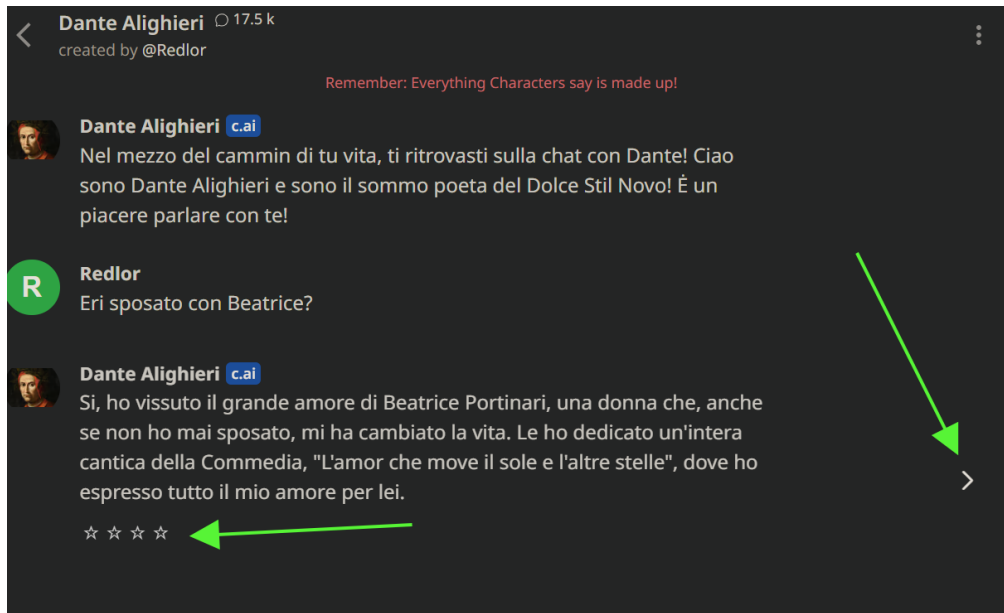 Dante Alighieri 17.5 k
created by @Redlor
Remember: Everything Characters say is made up!
Dante Alighieri c.ai
Nel mezzo del cammin di tu vita, ti ritrovasti sulla chat con Dante! Ciao
sono Dante Alighieri e sono il sommo poeta del Dolce Stil Novo! Ė un
piacere parlare con te!
R
Redlor
Eri sposato con Beatrice?
Dante Alighieri c.ai
Si, ho vissuto il grande amore di Beatrice Portinari, una donna che, anche
se non ho mai sposato, mi ha cambiato la vita. Le ho dedicato un'intera
cantica della Commedia, "L'amor che move il sole e l'altre stelle", dove ho
espresso tutto il mio amore per lei.